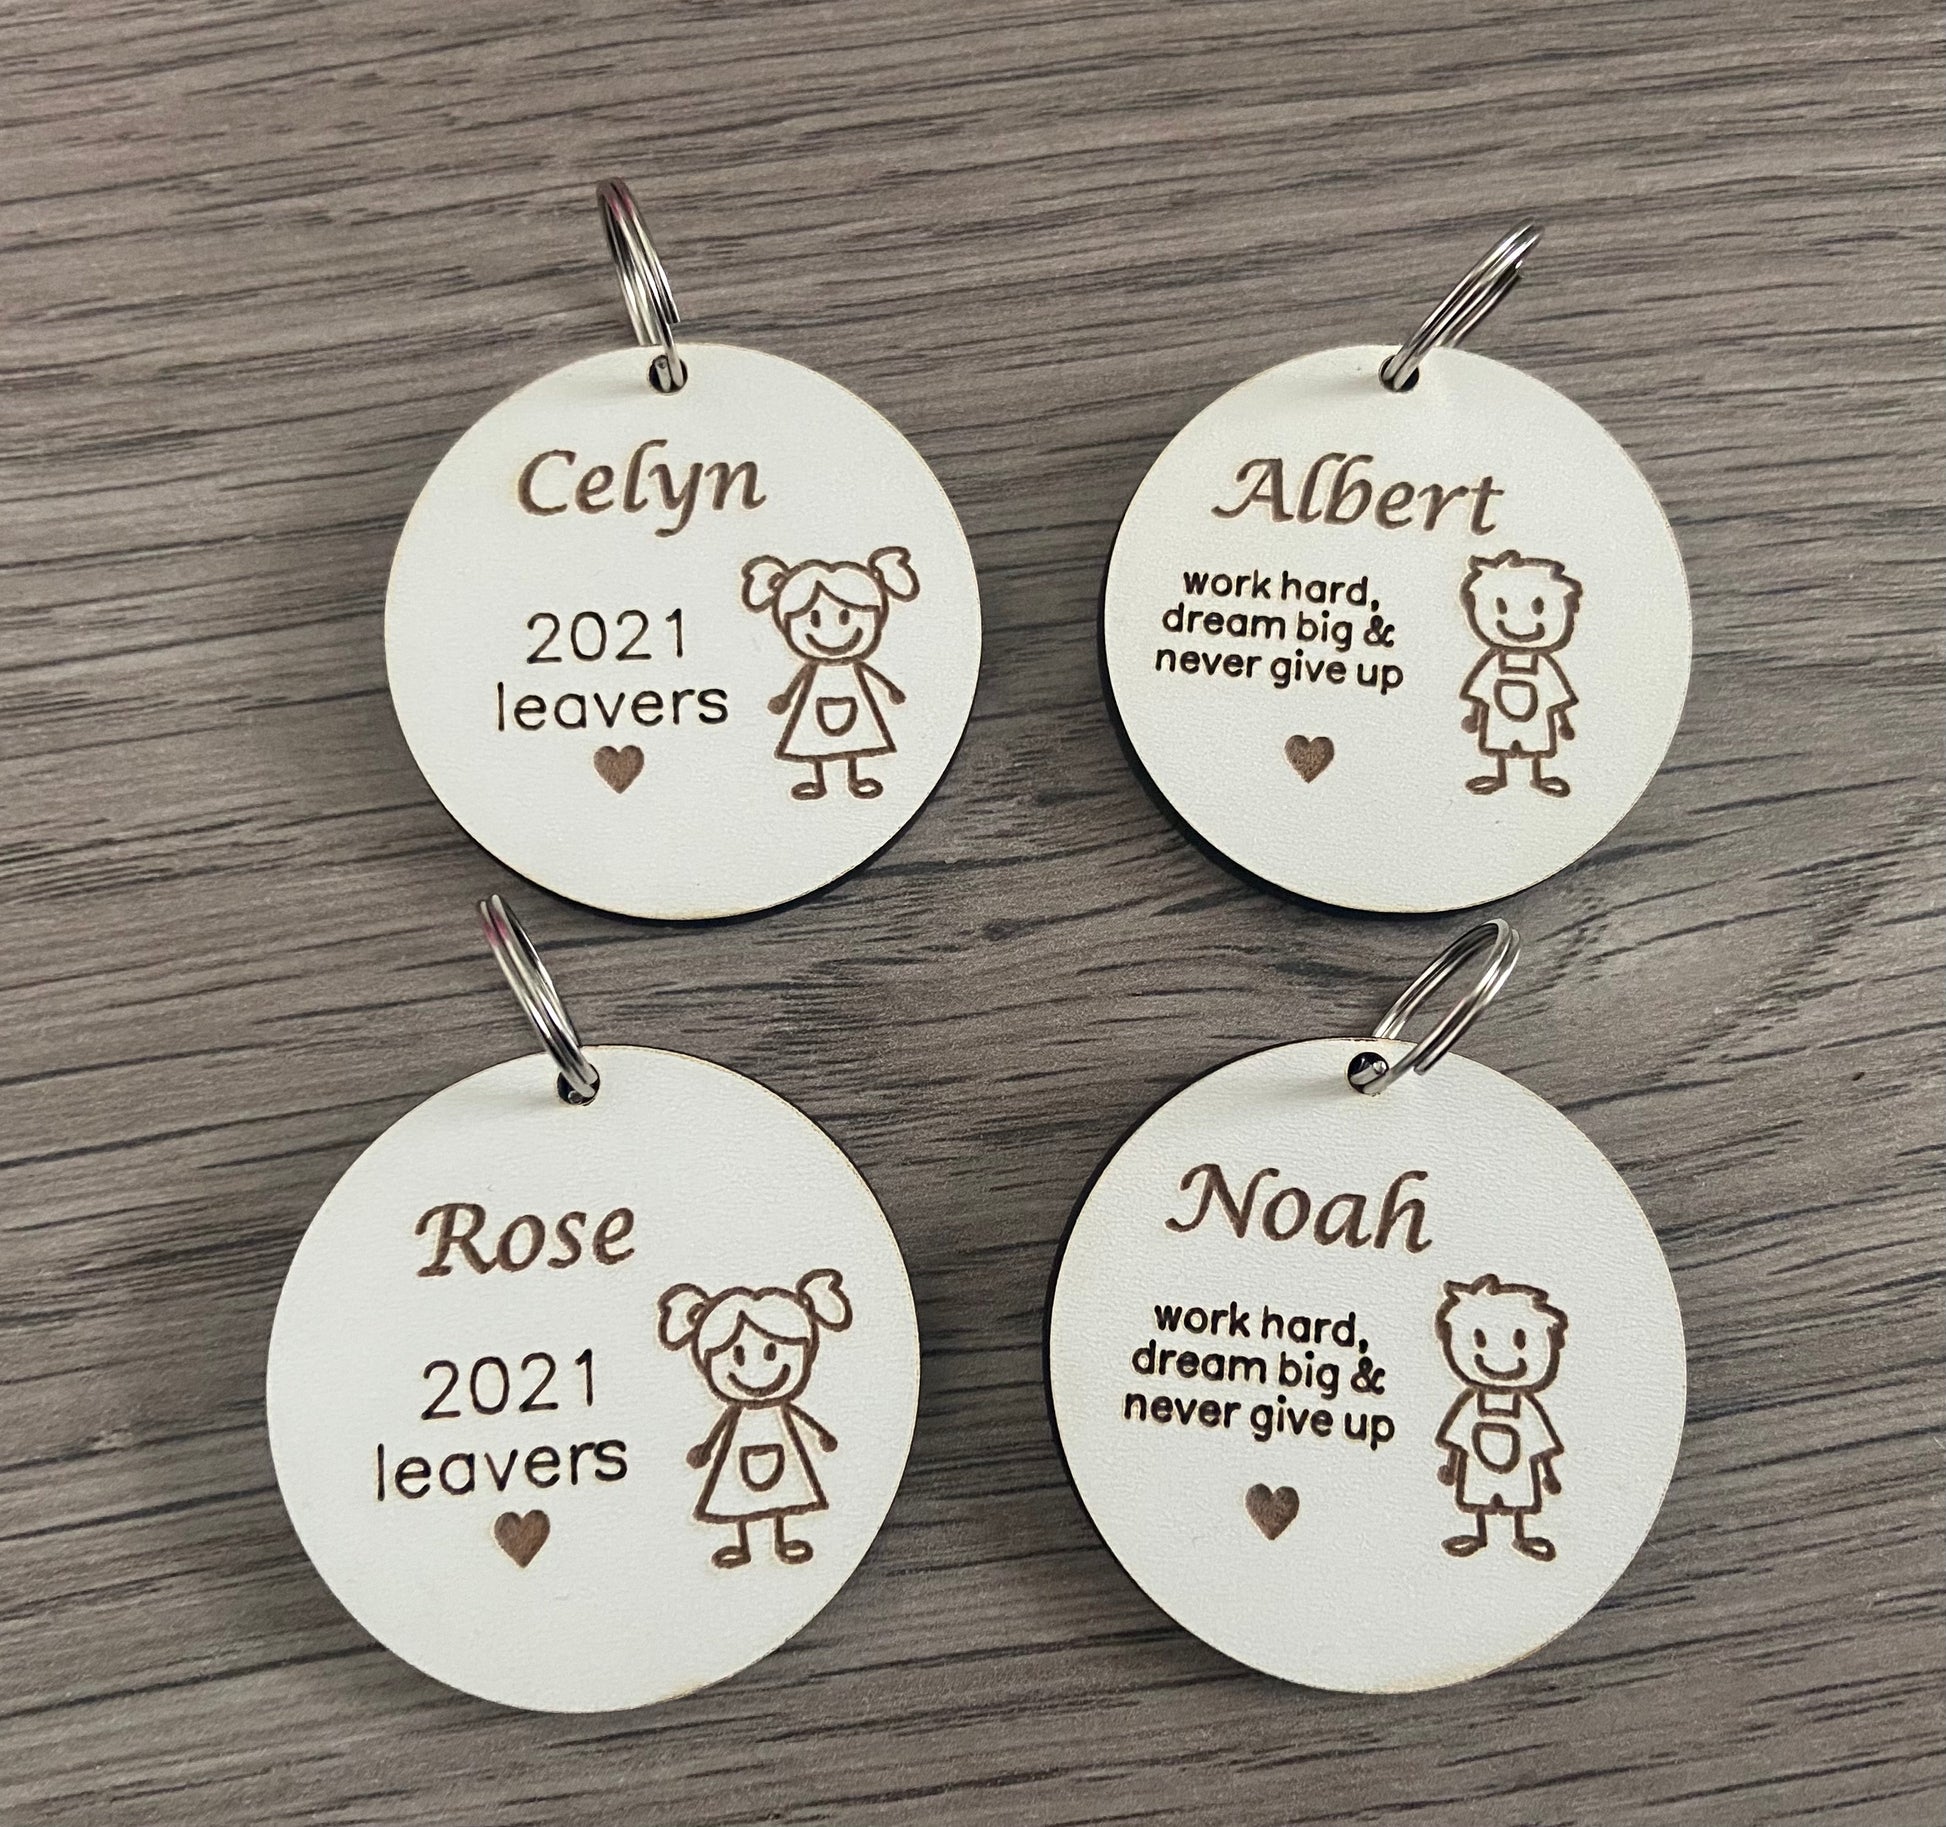 Celyn
2021
leavers
Albert
work hard,
dream big &
never give up
Rose
2021
leavers
Noah
work hard,
dream big &
never give up